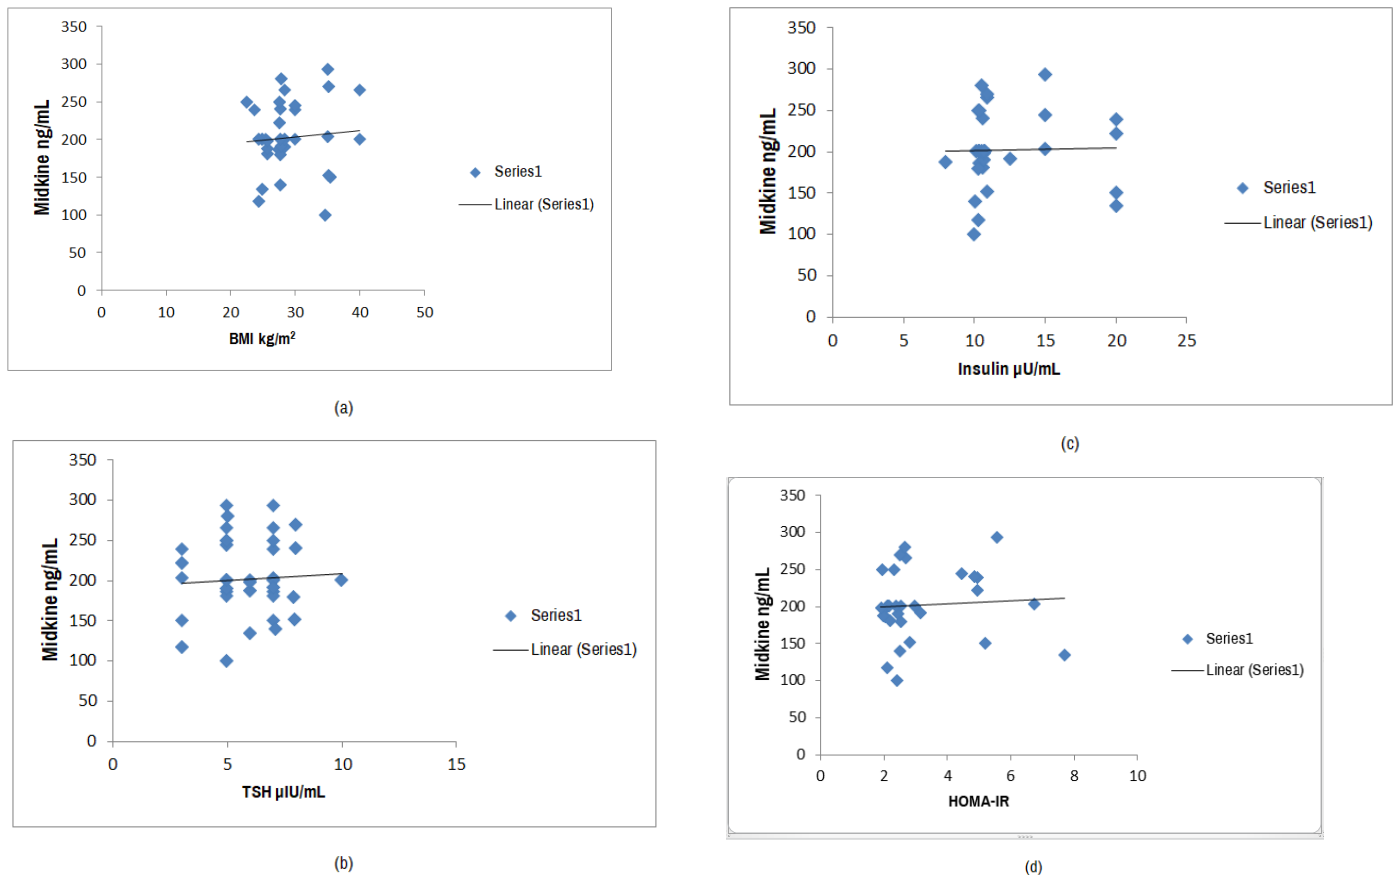 350
300
250
200
150
100
50
0
0 10 20 30 40 50
Midkine ng/mL
BMI kg/m²
Series1
Linear (Series1)
(a)
350
300
250
200
150
100
50
0
0 5 10 15 20 25
Midkine ng/mL
Insulin µU/mL
Series1
Linear (Series1)
(c)
350
300
250
200
150
100
50
0
0 5 10 15
Midkine ng/mL
TSH µIU/mL
Series1
Linear (Series1)
(b)
350
300
250
200
150
100
50
0
0 2 4 6 8 10
Midkine ng/mL
HOMA-IR
Series1
Linear (Series1)
(d)